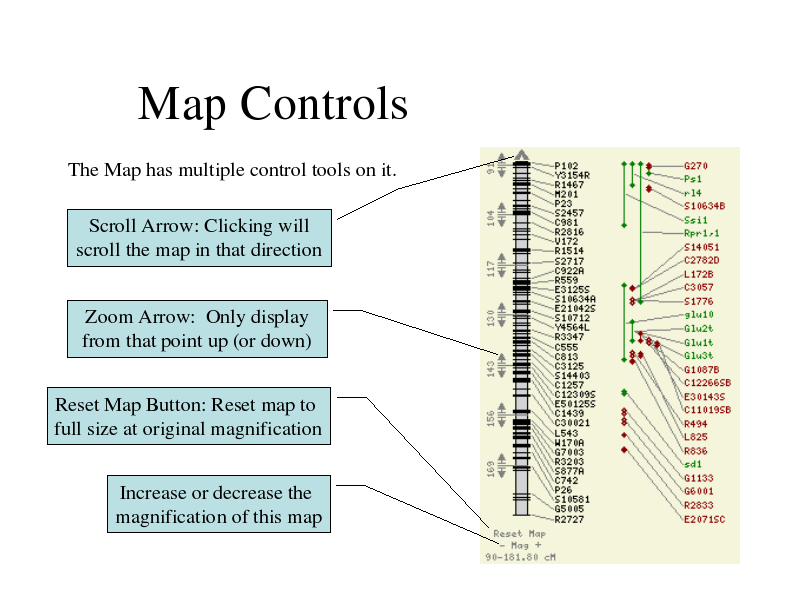 Map Controls
The Map has multiple control tools on it.
Scroll Arrow: Clicking will
scroll the map in that direction
Zoom Arrow: Only display
from that point up (or down)
Reset Map Button: Reset map to
full size at original magnification
Increase or decrease the
magnification of this map
91
104
117
130
143
156
169
P102
Y3154R
R1467
M201
P23
S2457
C981
R2816
V172
R1514
S2717
C922A
R559
E3125S
S10634A
E21042S
S10712
Y4564L
R3347
C555
C813
C3125
S14403
C1257
C12309S
E50125S
C1439
C30021
L543
W170A
G7003
R3203
S877A
C742
P26
S10581
G5005
R2727
G270
Ps1
rl4
S10634B
Ssi1
Rpr1,1
S14051
C2782D
L172B
C3057
S1776
glu10
Glu2t
Glu1t
Glu3t
G1087B
C12266SB
E30143S
C11019SB
R494
L825
R836
sd1
G1133
G6001
R2833
E2071SC
Reset Map
- Mag +
90-181.80 cM